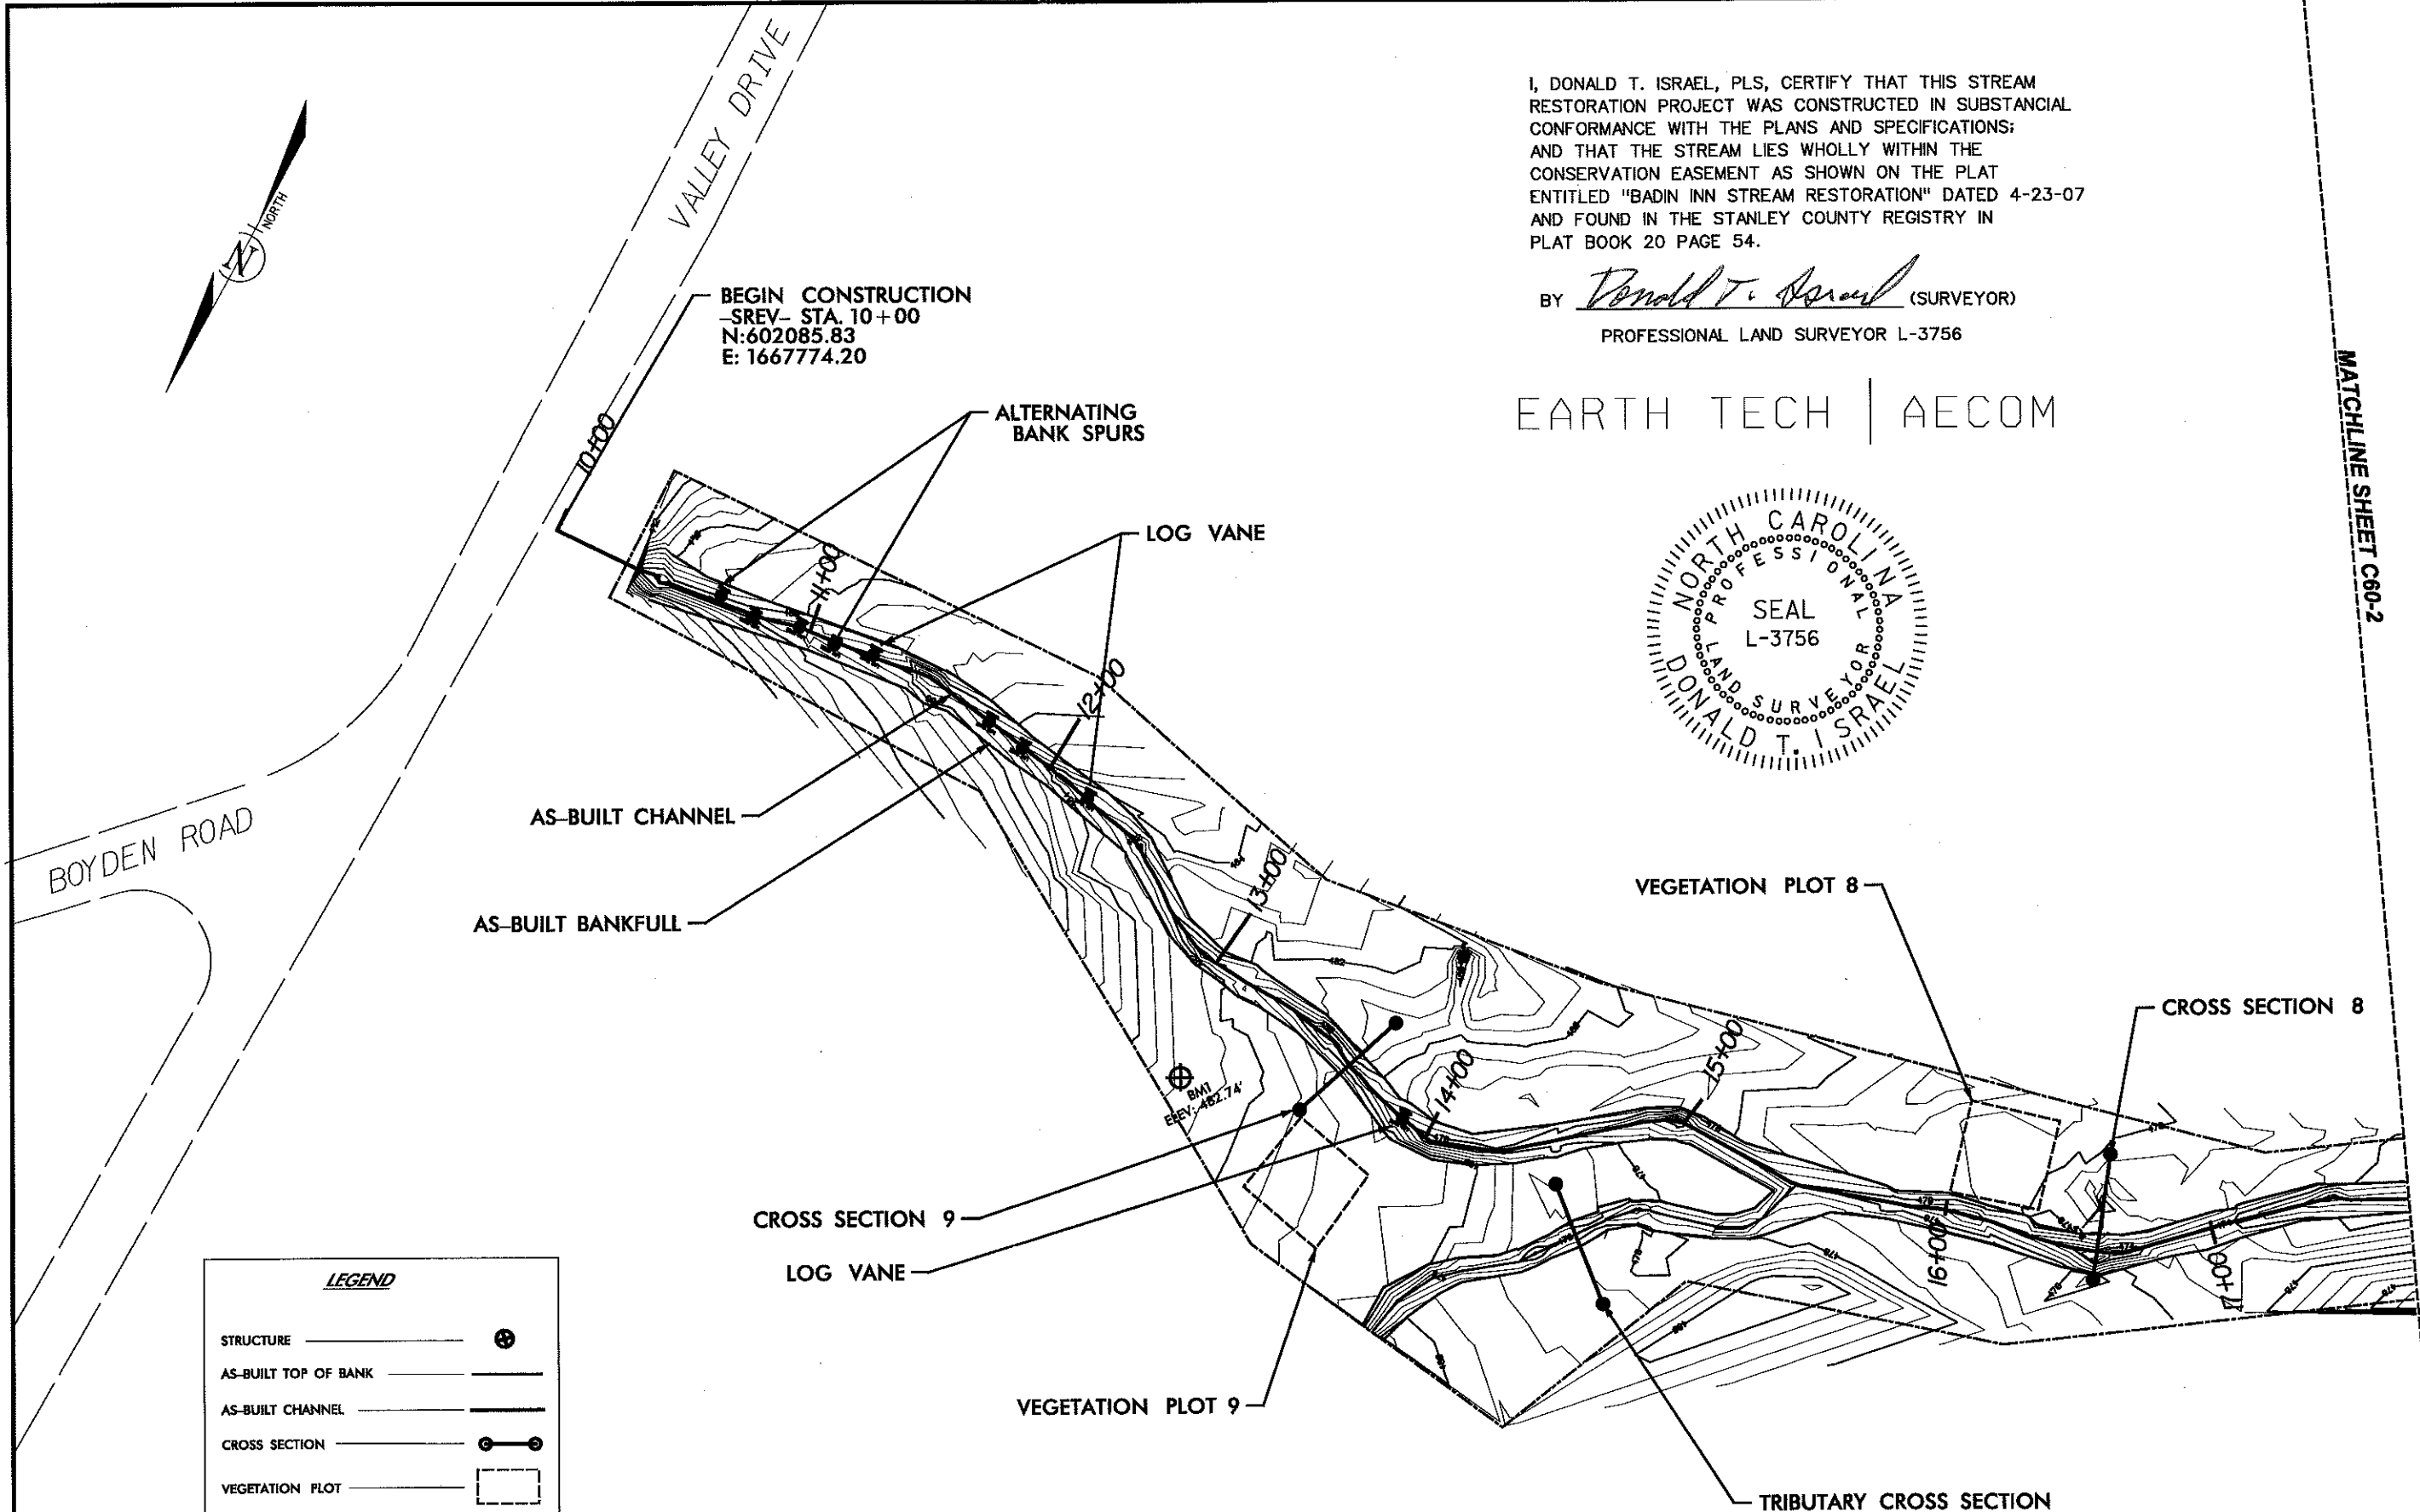 VALLEY DRIVE
BOYDEN ROAD
N
NORTH
I, DONALD T. ISRAEL, PLS, CERTIFY THAT THIS STREAM
RESTORATION PROJECT WAS CONSTRUCTED IN SUBSTANCIAL
CONFORMANCE WITH THE PLANS AND SPECIFICATIONS;
AND THAT THE STREAM LIES WHOLLY WITHIN THE
CONSERVATION EASEMENT AS SHOWN ON THE PLAT
ENTITLED "BADIN INN STREAM RESTORATION" DATED 4-23-07
AND FOUND IN THE STANLEY COUNTY REGISTRY IN
PLAT BOOK 20 PAGE 54.
BY Donald T. Israel (SURVEYOR)
PROFESSIONAL LAND SURVEYOR L-3756
EARTH TECH | AECOM
NORTH CAROLINA
PROFESSIONAL
SEAL
L-3756
LAND SURVEYOR
DONALD T. ISRAEL
MATCHLINE SHEET C60-2
BEGIN CONSTRUCTION
-SREV- STA. 10+00
N:602085.83
E: 1667774.20
10+00
ALTERNATING
BANK SPURS
LOG VANE
11+00
12+00
AS-BUILT CHANNEL
AS-BUILT BANKFULL
13+00
484
482
BM1
ELEV: 482.74'
14+00
15+00
VEGETATION PLOT 8
CROSS SECTION 8
16+00
17+00
478
476
CROSS SECTION 9
LOG VANE
VEGETATION PLOT 9
TRIBUTARY CROSS SECTION
LEGEND
STRUCTURE
AS-BUILT TOP OF BANK
AS-BUILT CHANNEL
CROSS SECTION
VEGETATION PLOT